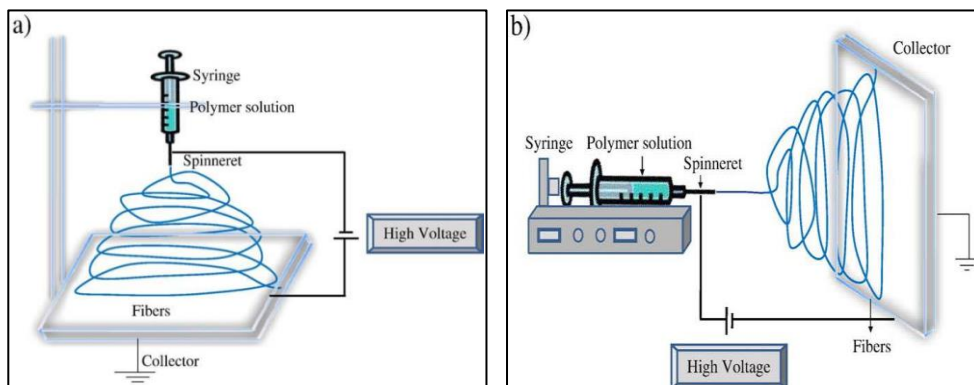 a)
Syringe
Polymer solution
Spinneret
High Voltage
Fibers
Collector
b)
Collector
Syringe
Polymer solution
Spinneret
Fibers
High Voltage